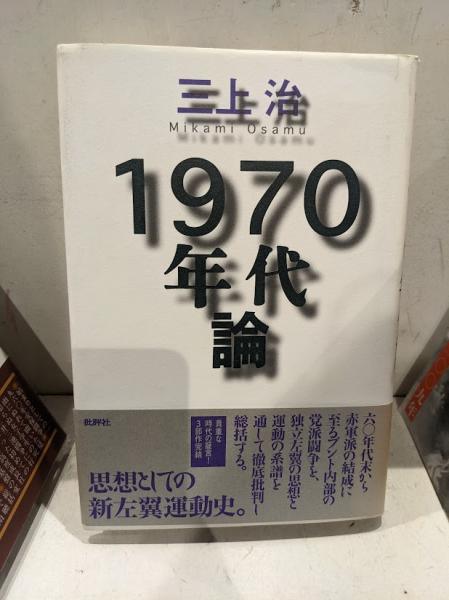 三上 治
Mikami Osamu
1970
年代
論
批評社
貴重な
時代の証言!
3部作完結
六〇年代末から
赤軍派の結成に
至るブント内部の
党派闘争を、
独立左翼の思想と
運動の系譜と
通して徹底批判し
総括する。
思想としての
新左翼運動史。